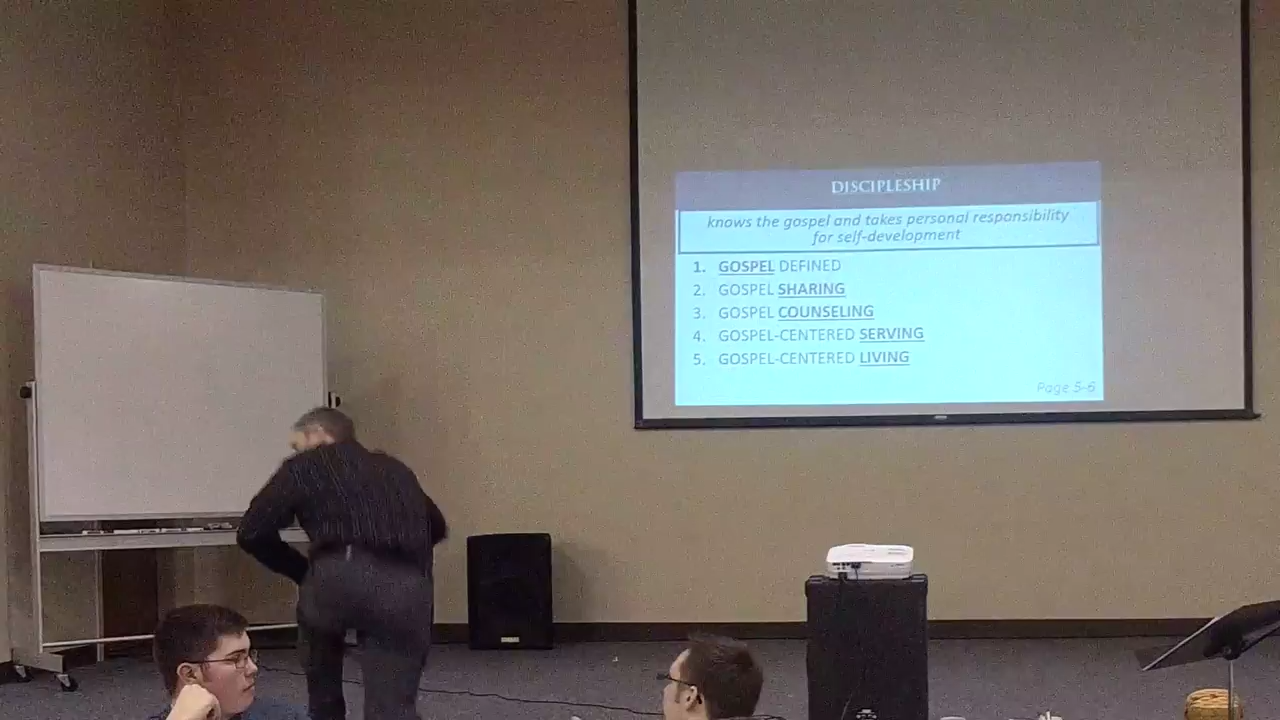 DISCIPLESHIP
knows the gospel and takes personal responsibility
for self-development
1. GOSPEL DEFINED
2. GOSPEL SHARING
3. GOSPEL COUNSELING
4. GOSPEL-CENTERED SERVING
5. GOSPEL-CENTERED LIVING
Page 5-6